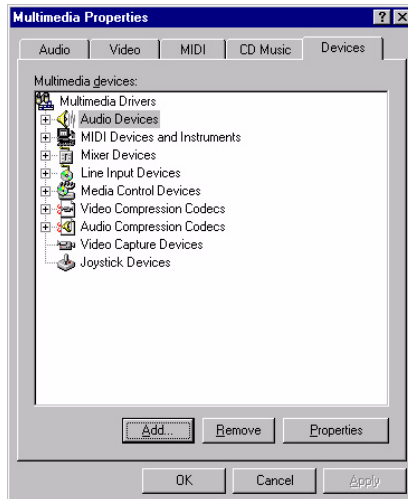 Multimedia Properties
Audio Video MIDI CD Music Devices
Multimedia devices:
Multimedia Drivers
Audio Devices
MIDI Devices and Instruments
Mixer Devices
Line Input Devices
Media Control Devices
Video Compression Codecs
Audio Compression Codecs
Video Capture Devices
Joystick Devices
Add... Remove Properties
OK Cancel Apply